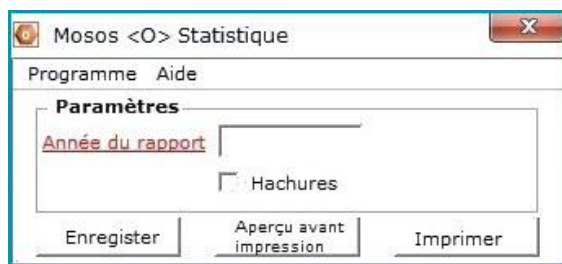 Mosos <O> Statistique
Programme Aide
Paramètres
Année du rapport
Hachures
Enregister
Aperçu avant
impression
Imprimer